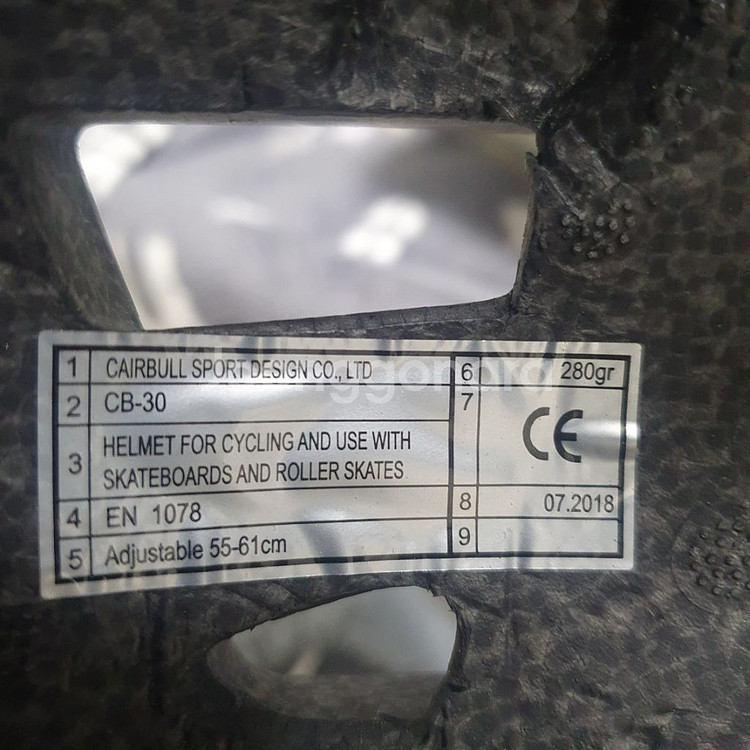 1 CAIRBULL SPORT DESIGN CO., LTD 6 280gr
2 CB-30 7 CE
3 HELMET FOR CYCLING AND USE WITH
SKATEBOARDS AND ROLLER SKATES
4 EN 1078 8 07.2018
5 Adjustable 55-61cm 9